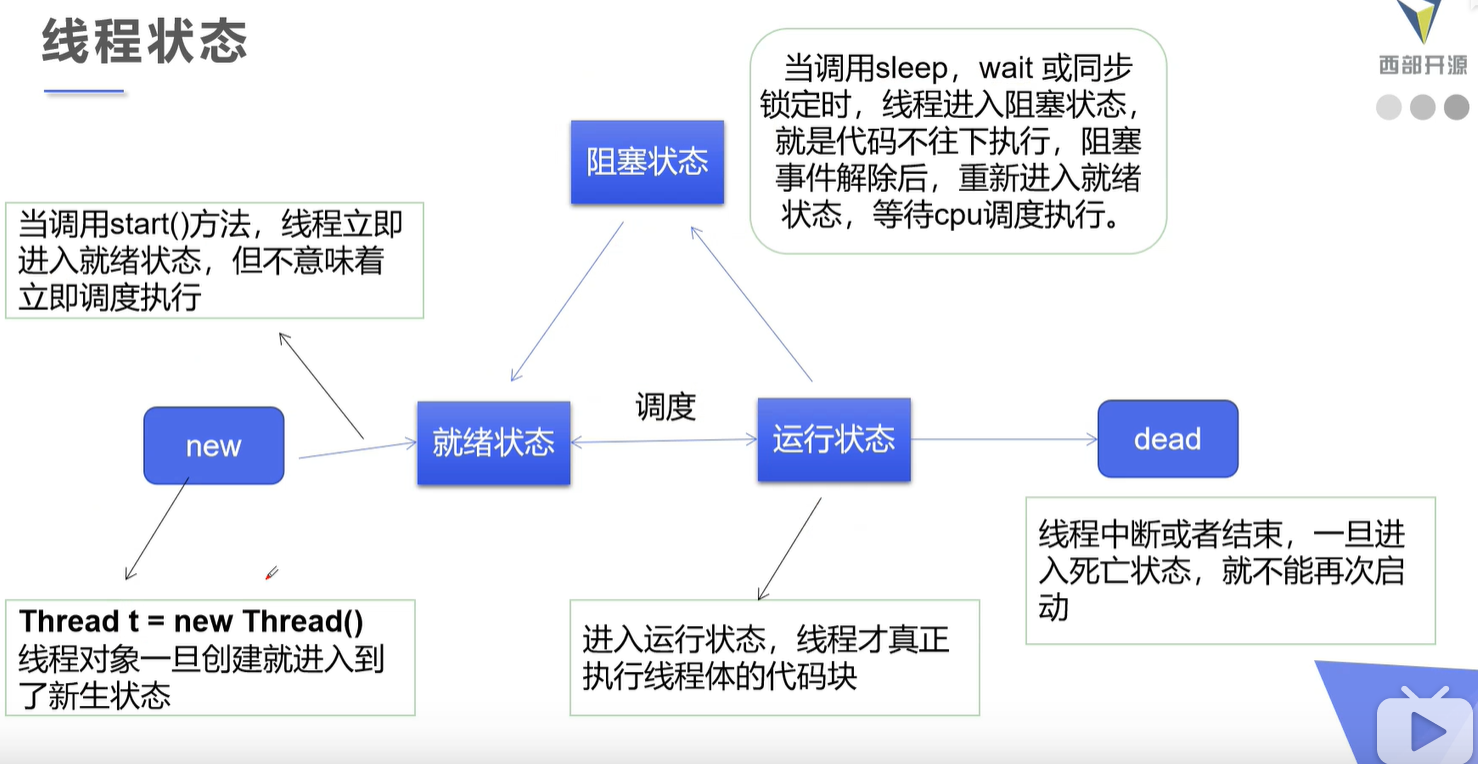 线程状态
西部开源
当调用sleep，wait 或同步
锁定时，线程进入阻塞状态，
就是代码不往下执行，阻塞
事件解除后，重新进入就绪
状态，等待cpu调度执行。
阻塞状态
当调用start()方法，线程立即
进入就绪状态，但不意味着
立即调度执行
new
就绪状态
调度
运行状态
dead
Thread t = new Thread()
线程对象一旦创建就进入到
了新生状态
进入运行状态，线程才真正
执行线程体的代码块
线程中断或者结束，一旦进
入死亡状态，就不能再次启
动